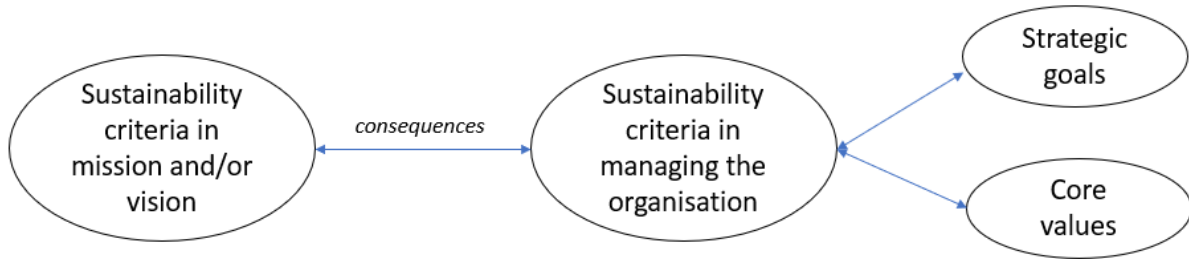 Sustainability
criteria in
mission and/or
vision
consequences
Sustainability
criteria in
managing the
organisation
Strategic
goals
Core
values